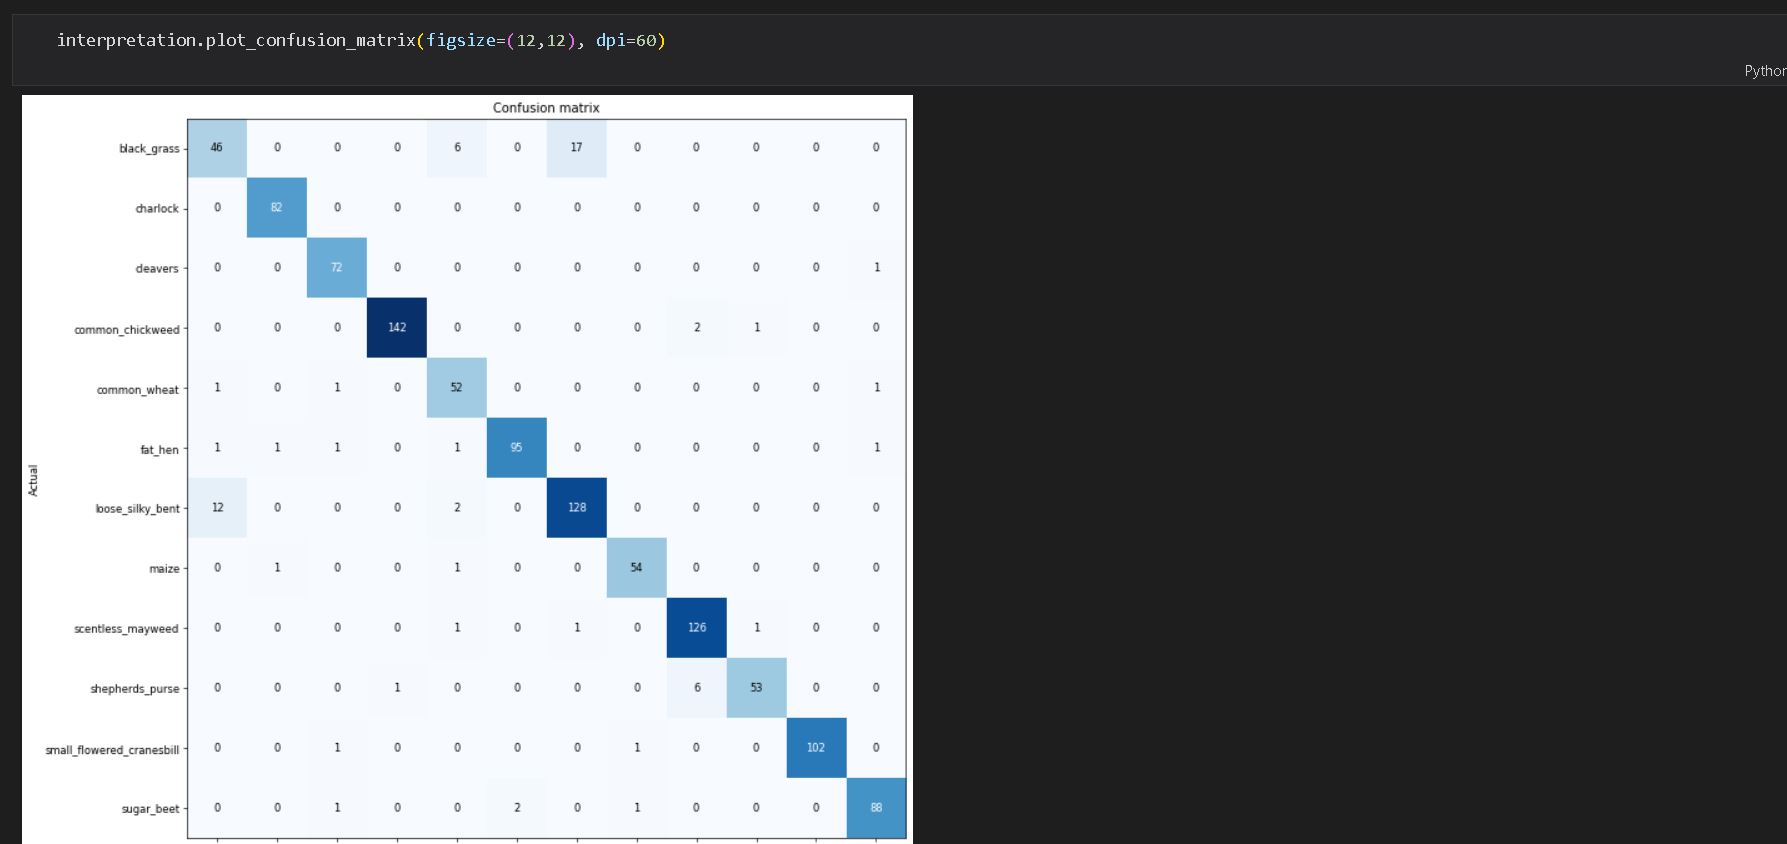 interpretation.plot_confusion_matrix(figsize=(12,12), dpi=60)
Python
Confusion matrix
black_grass 46 0 0 0 6 0 17 0 0 0 0 0
charlock 0 82 0 0 0 0 0 0 0 0 0 0
cleavers 0 0 72 0 0 0 0 0 0 0 0 1
common_chickweed 0 0 0 142 0 0 0 0 2 1 0 0
common_wheat 1 0 1 0 52 0 0 0 0 0 0 1
fat_hen 1 1 1 0 1 95 0 0 0 0 0 1
Actual
loose_silky_bent 12 0 0 0 2 0 128 0 0 0 0 0
maize 0 1 0 0 1 0 0 54 0 0 0 0
scentless_mayweed 0 0 0 0 1 0 1 0 126 1 0 0
shepherds_purse 0 0 0 1 0 0 0 0 6 53 0 0
small_flowered_cranesbill 0 0 1 0 0 0 0 1 0 0 102 0
sugar_beet 0 0 1 0 0 2 0 1 0 0 0 88